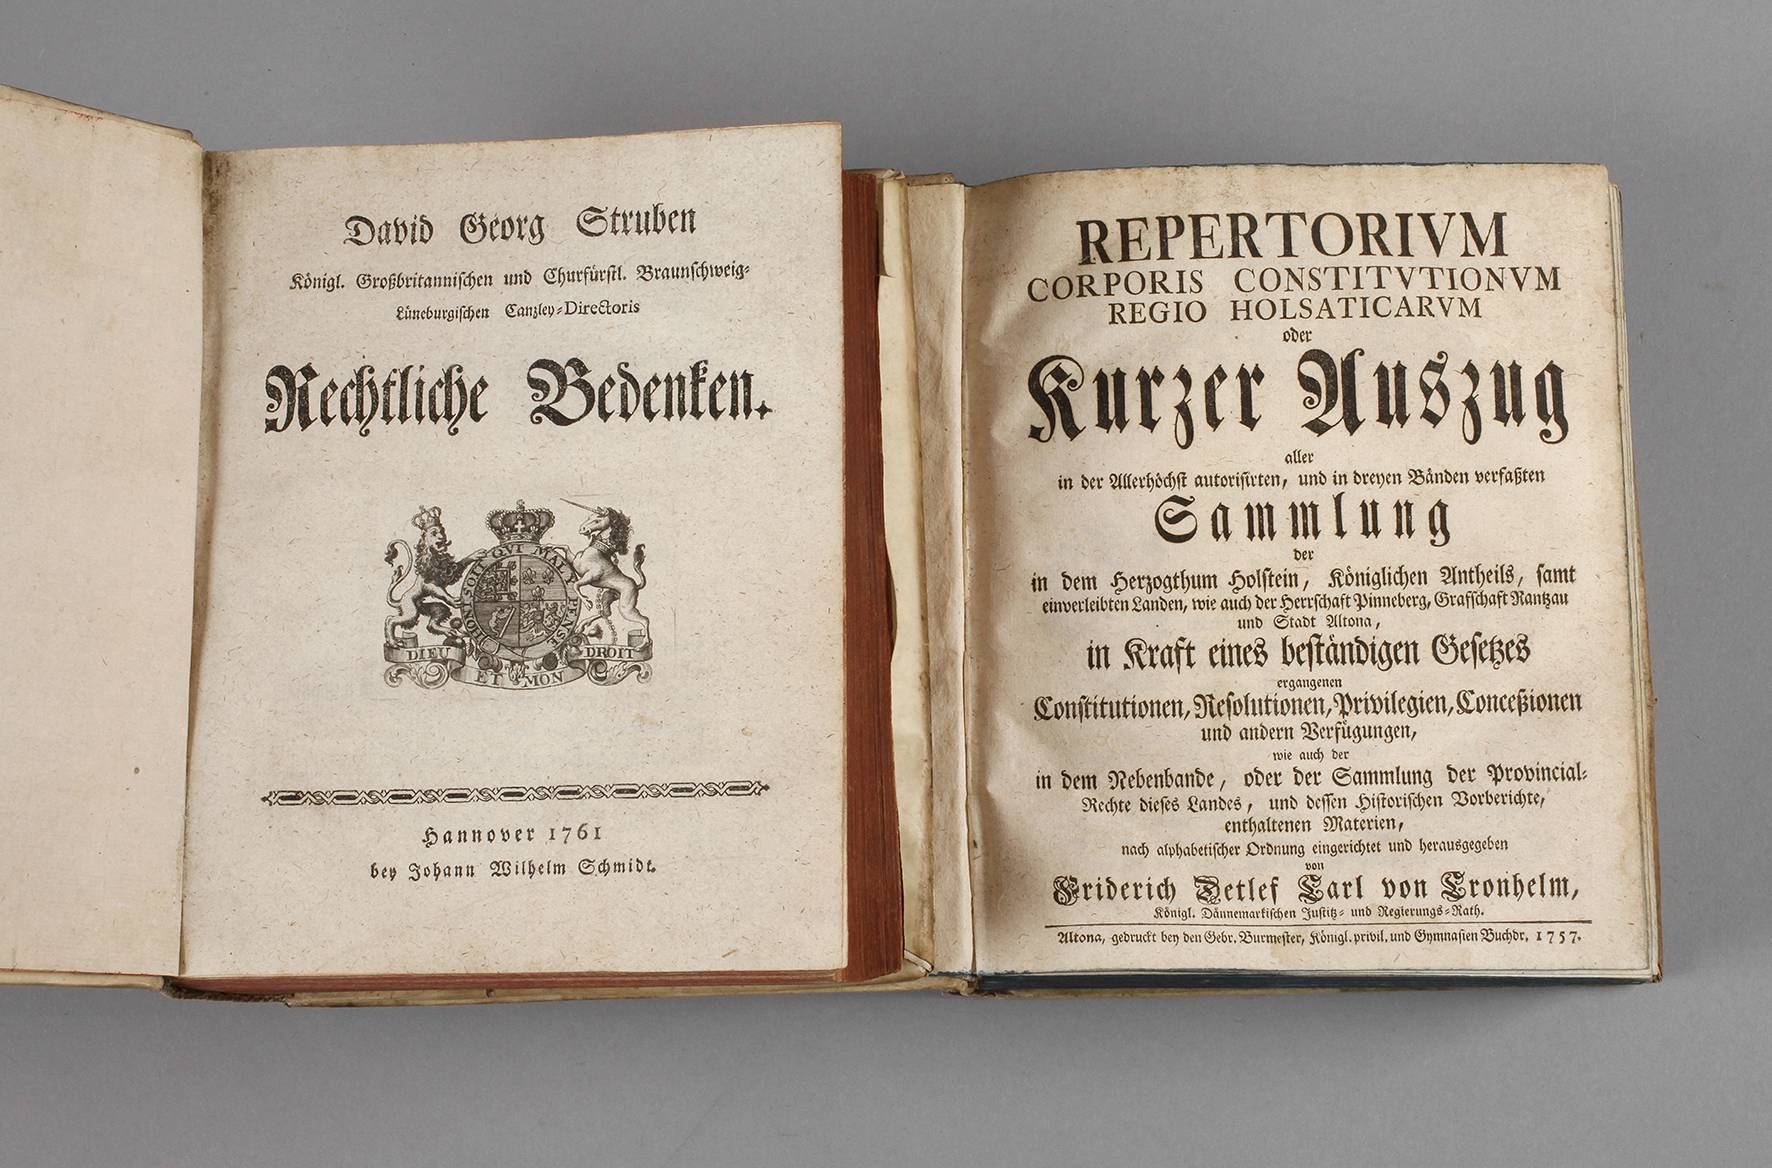 David Georg Struben
Königl. Großbritannischen und Churfürstl. Braunschweig-
Lüneburgischen Canzley-Directoris
Rechtliche Bedenken.
HONI SOIT QUI MAL Y PENSE
DIEU ET MON DROIT
Hannover 1761
bey Johann Wilhelm Schmidt.
REPERTORIVM
CORPORIS CONSTITVTIONVM
REGIO HOLSATICARVM
oder
Kurzer Auszug
aller
in der Allerhöchst autorisirten, und in dreyen Bänden verfaßten
Sammlung
der
in dem Herzogthum Holstein, Königlichen Antheils, samt
einverleibten Landen, wie auch der Herrschaft Pinneberg, Grafschaft Rantzau
und Stadt Altona,
in Kraft eines beständigen Gesetzes
ergangenen
Constitutionen, Resolutionen, Privilegien, Conceßionen
und andern Verfügungen,
wie auch der
in dem Nebenbande, oder der Sammlung der Provincial-
Rechte dieses Landes, und dessen Historischen Vorberichte,
enthaltenen Materien,
nach alphabetischer Ordnung eingerichtet und herausgegeben
von
Friderich Detlef Carl von Cronhelm,
Königl. Dännemarkischen Justitz- und Regierungs-Rath.
Altona, gedruckt bey den Gebr. Burmester, Königl. privil. und Gymnasien Buchdr. 1757.